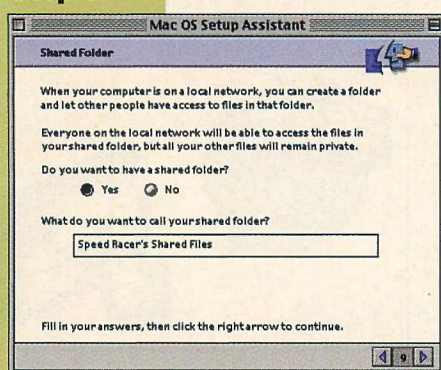 Mac OS Setup Assistant
Shared Folder
When your computer is on a local network, you can create a folder
and let other people have access to files in that folder.
Everyone on the local network will be able to access the files in
your shared folder, but all your other files will remain private.
Do you want to have a shared folder?
Yes No
What do you want to call your shared folder?
Speed Racer's Shared Files
Fill in your answers, then click the right arrow to continue.
9